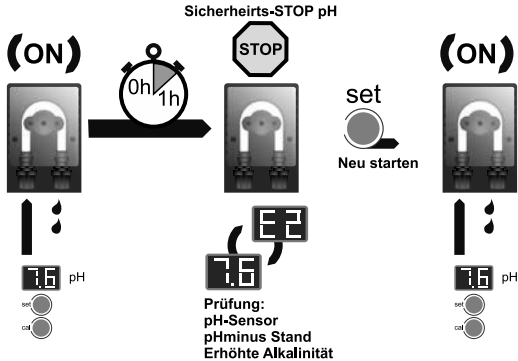 Sicherheirts-STOP pH
(ON)
0h
1h
STOP
set
Neu starten
(ON)
E2
7.6
7.6 pH
set
cal
Prüfung:
pH-Sensor
pHminus Stand
Erhöhte Alkalinität
7.6 pH
set
cal